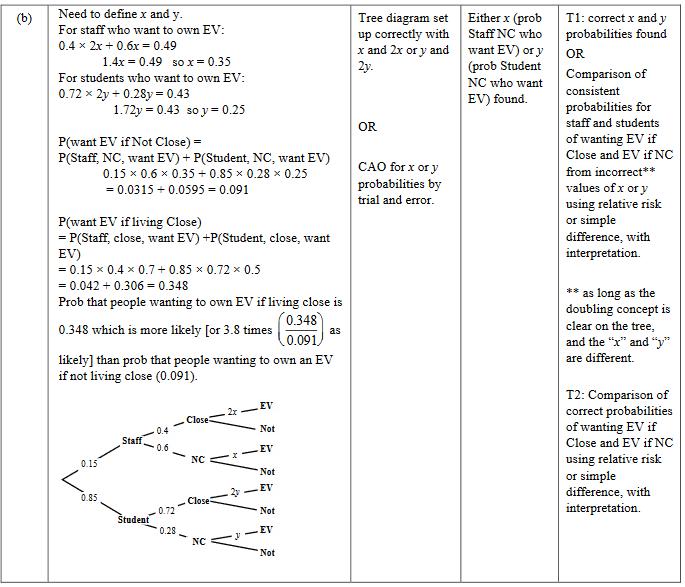 (b)
Need to define x and y.
For staff who want to own EV:
0.4 × 2x + 0.6x = 0.49
1.4x = 0.49 so x = 0.35
For students who want to own EV:
0.72 × 2y + 0.28y = 0.43
1.72y = 0.43 so y = 0.25
P(want EV if Not Close) =
P(Staff, NC, want EV) + P(Student, NC, want EV)
0.15 × 0.6 × 0.35 + 0.85 × 0.28 × 0.25
= 0.0315 + 0.0595 = 0.091
P(want EV if living Close)
= P(Staff, close, want EV) +P(Student, close, want
EV)
= 0.15 × 0.4 × 0.7 + 0.85 × 0.72 × 0.5
= 0.042 + 0.306 = 0.348
Prob that people wanting to own EV if living close is
0.348 which is more likely [or 3.8 times (0.348/0.091) as
likely] than prob that people wanting to own an EV
if not living close (0.091).
0.15
Staff
0.4
Close
2x
EV
Not
0.6
NC
x
EV
Not
0.85
Student
0.72
Close
2y
EV
Not
0.28
NC
y
EV
Not
Tree diagram set
up correctly with
x and 2x or y and
2y.
OR
CAO for x or y
probabilities by
trial and error.
Either x (prob
Staff NC who
want EV) or y
(prob Student
NC who want
EV) found.
T1: correct x and y
probabilities found
OR
Comparison of
consistent
probabilities for
staff and students
of wanting EV if
Close and EV if NC
from incorrect**
values of x or y
using relative risk
or simple
difference, with
interpretation.
** as long as the
doubling concept is
clear on the tree,
and the “x” and “y”
are different.
T2: Comparison of
correct probabilities
of wanting EV if
Close and EV if NC
using relative risk
or simple
difference, with
interpretation.